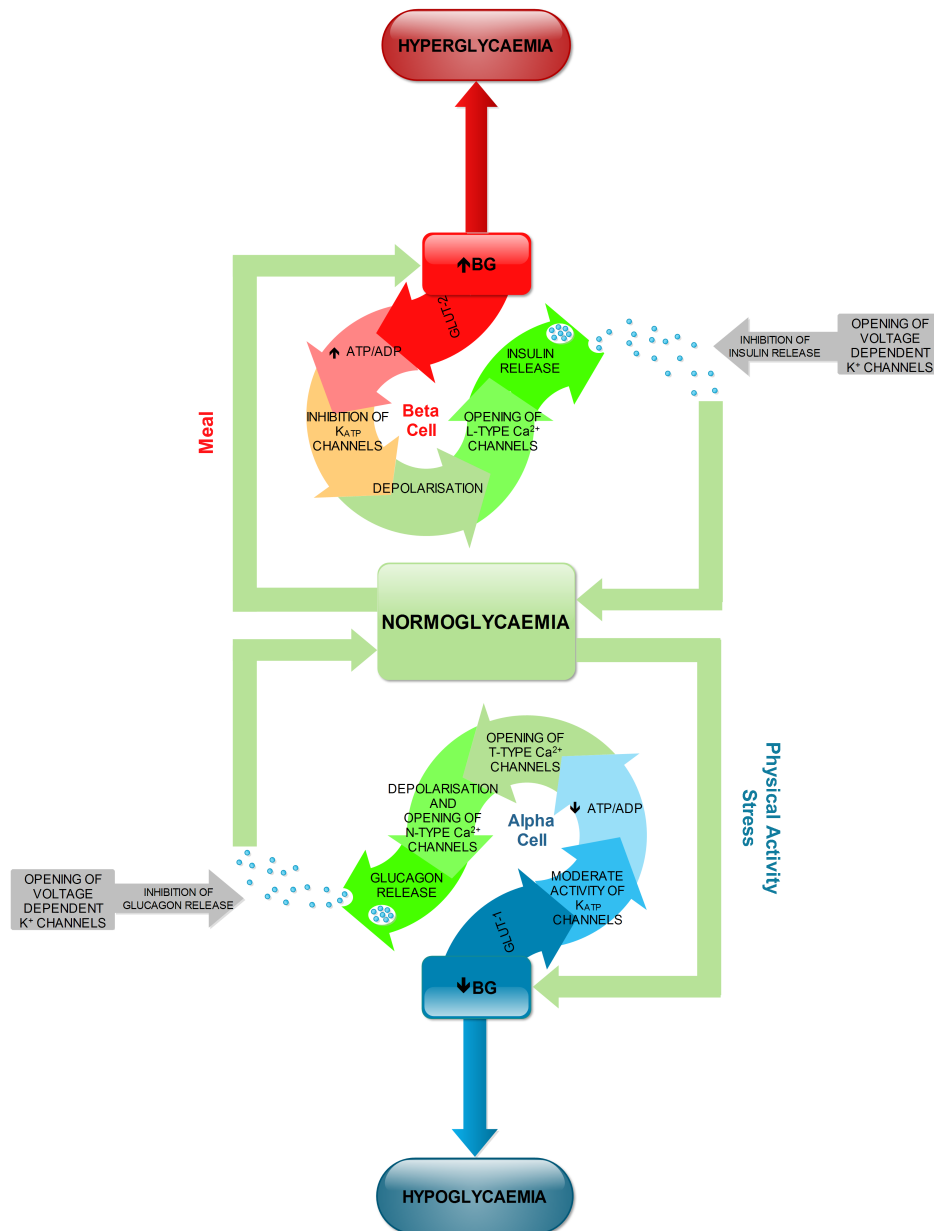 HYPERGLYCAEMIA
↑BG
GLUT-2
↑ ATP/ADP
INHIBITION OF
K_ATP
CHANNELS
DEPOLARISATION
OPENING OF
L-TYPE Ca²⁺
CHANNELS
INSULIN
RELEASE
Beta
Cell
INHIBITION OF
INSULIN RELEASE
OPENING OF
VOLTAGE
DEPENDENT
K⁺ CHANNELS
Meal
NORMOGLYCAEMIA
Physical Activity
Stress
OPENING OF
T-TYPE Ca²⁺
CHANNELS
DEPOLARISATION
AND
OPENING OF
N-TYPE Ca²⁺
CHANNELS
Alpha
Cell
↓ ATP/ADP
GLUCAGON
RELEASE
MODERATE
ACTIVITY OF
K_ATP
CHANNELS
GLUT-1
OPENING OF
VOLTAGE
DEPENDENT
K⁺ CHANNELS
INHIBITION OF
GLUCAGON RELEASE
↓BG
HYPOGLYCAEMIA